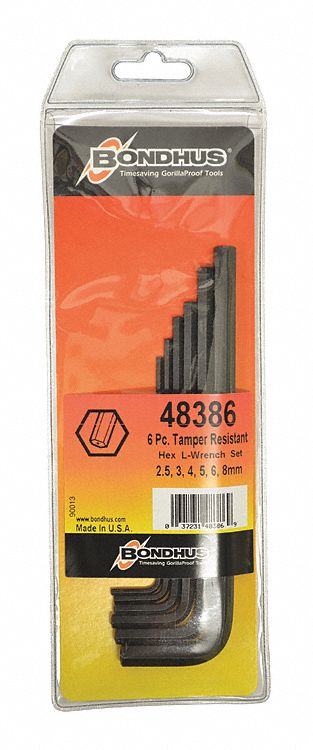 BONDHUS®
Timesaving GorillaProof Tools
48386
6 Pc. Tamper Resistant
Hex L-Wrench Set
2.5, 3, 4, 5, 6, 8mm
90013
www.bondhus.com
Made In U.S.A.
0 37231 48386 9
BONDHUS
Timesaving GorillaProof Tools